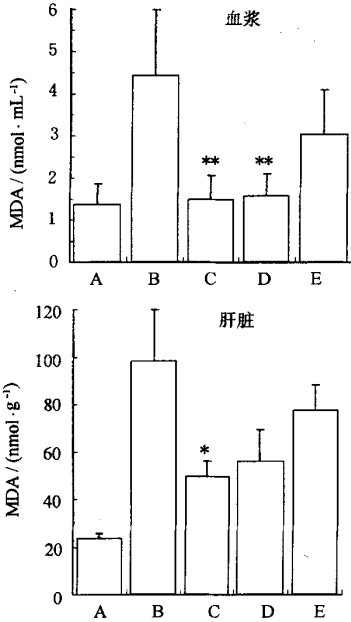 血浆
MDA / (nmol · mL⁻¹)
6
5
4
3
2
1
0
**
**
A B C D E
肝脏
MDA / (nmol · g⁻¹)
120
100
80
60
40
20
0
*
A B C D E